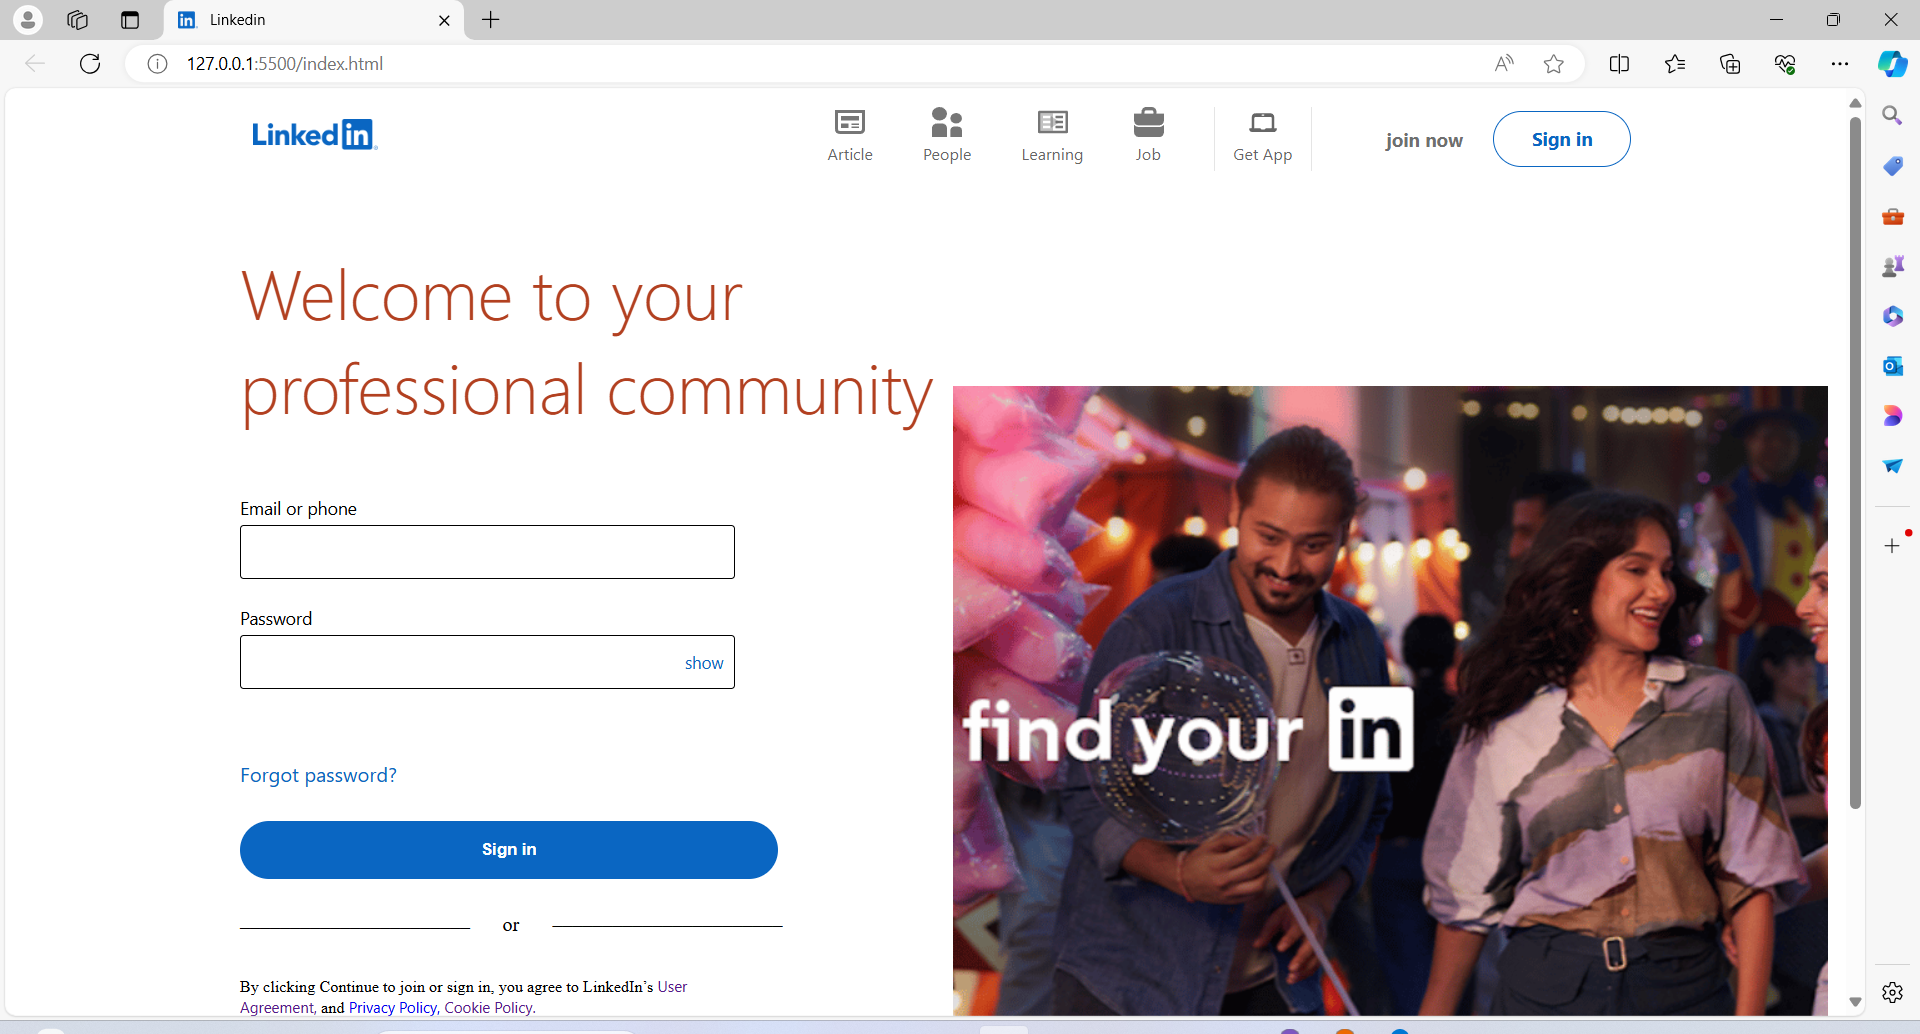 Linkedin
127.0.0.1:5500/index.html
Linkedin
Article
People
Learning
Job
Get App
join now
Sign in
Welcome to your
professional community
Email or phone
Password
show
find your in
Forgot password?
Sign in
or
By clicking Continue to join or sign in, you agree to LinkedIn’s User
Agreement, and Privacy Policy, Cookie Policy.